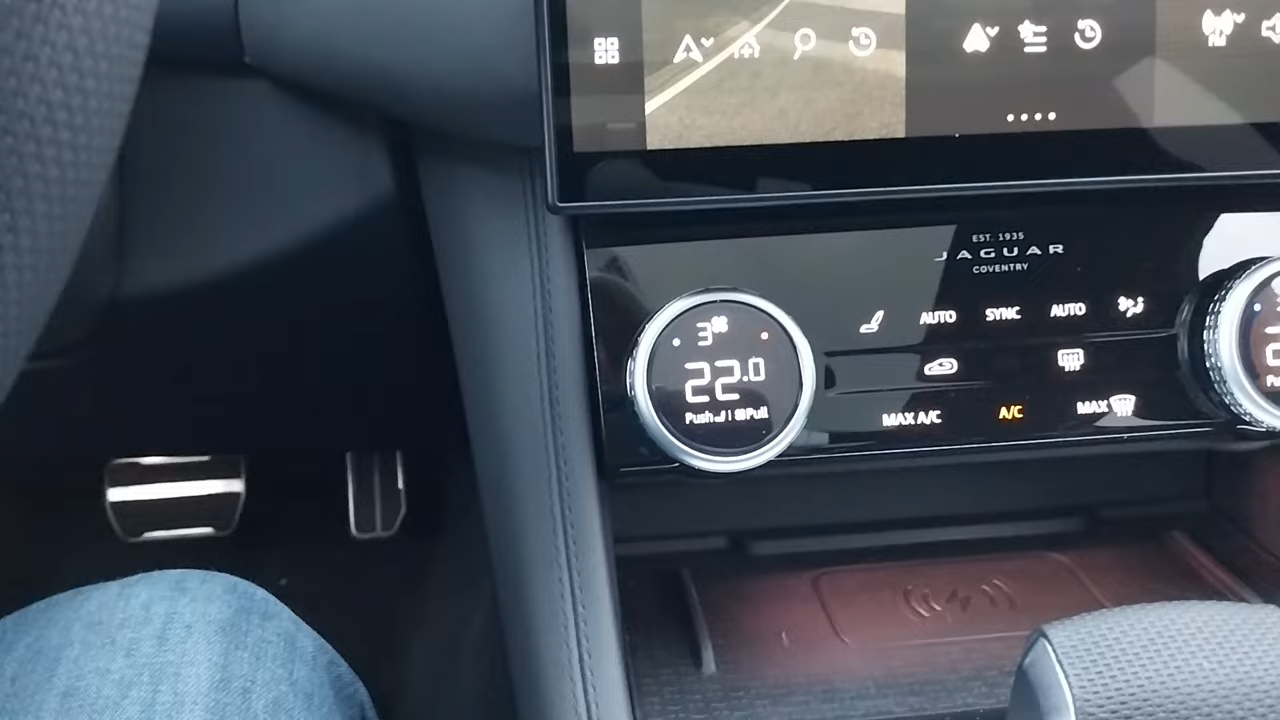 EST. 1935
JAGUAR
COVENTRY
AUTO SYNC AUTO
3
22.0
Push Pull
MAX A/C A/C MAX